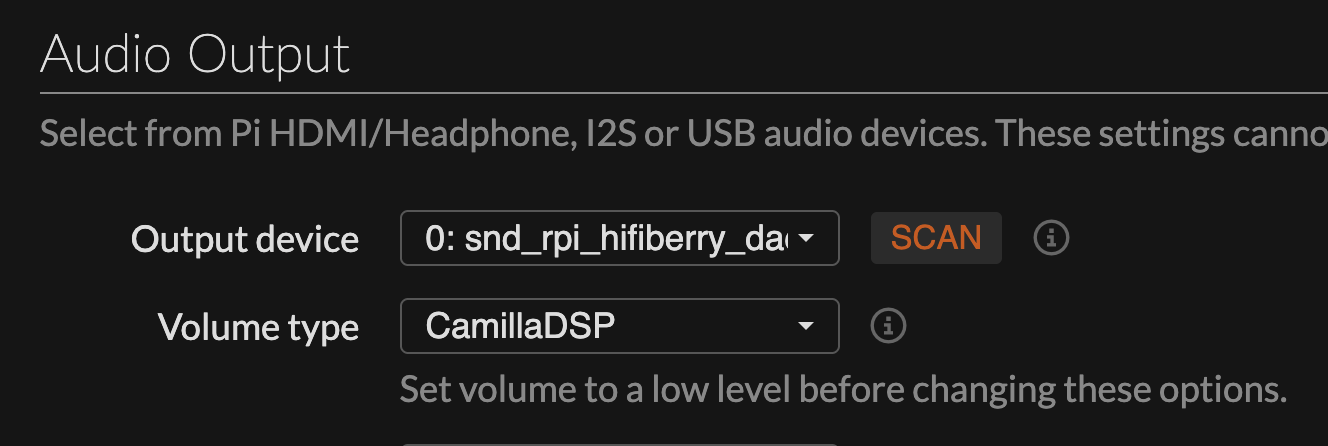 Audio Output
Select from Pi HDMI/Headphone, I2S or USB audio devices. These settings canno
Output device 0: snd_rpi_hifiberry_da SCAN
Volume type CamillaDSP
Set volume to a low level before changing these options.